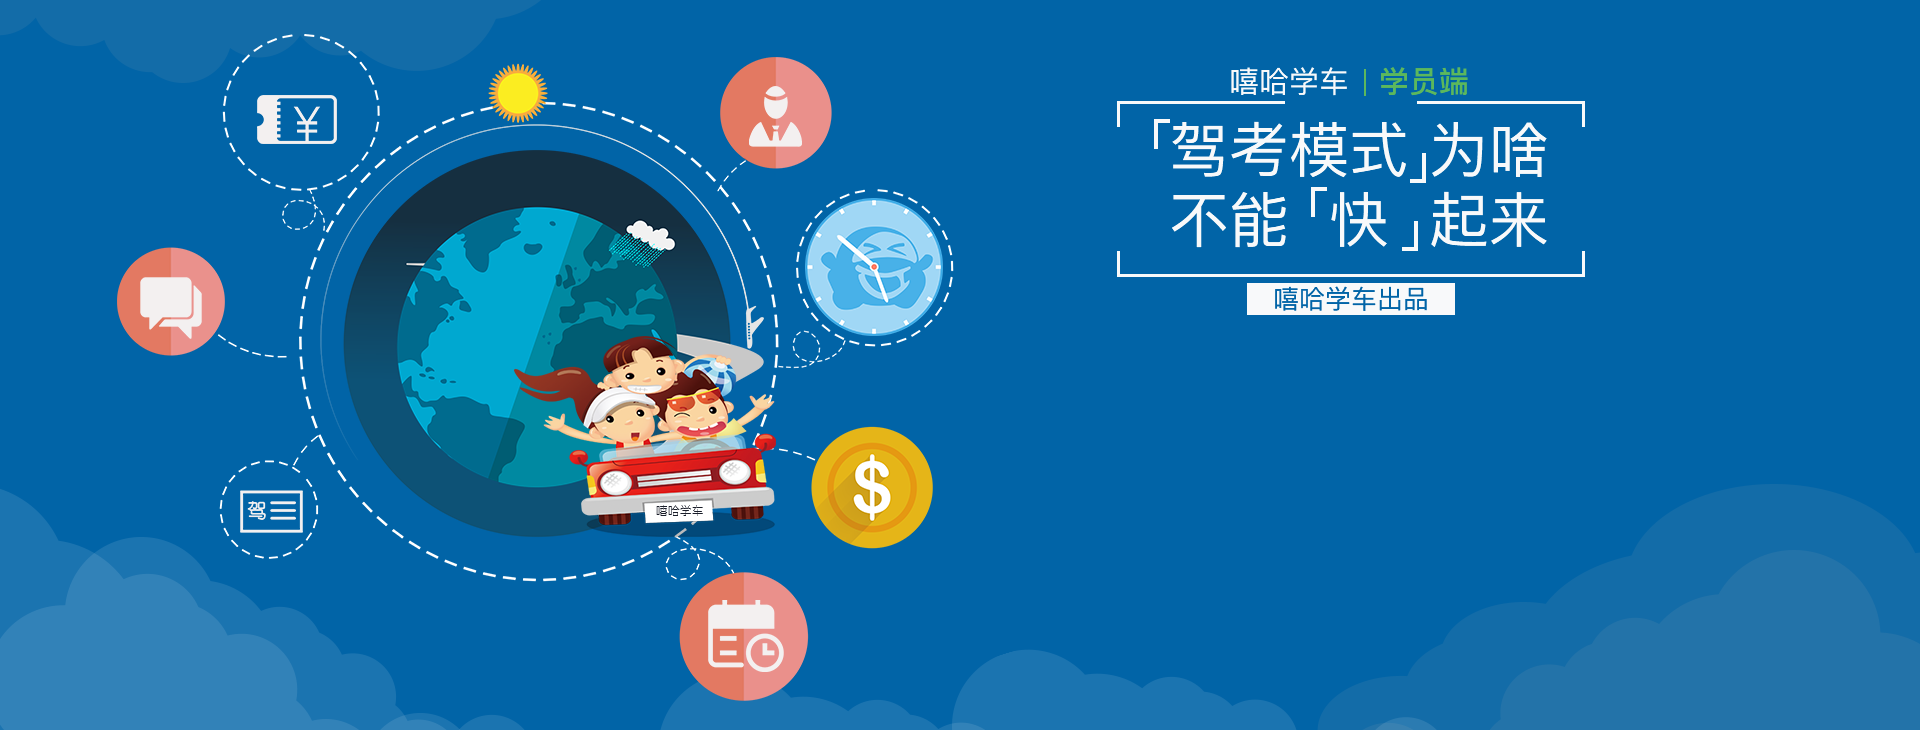 嘻哈学车 | 学员端
「驾考模式」为啥
不能「快」起来
嘻哈学车出品
¥
$
驾
嘻哈学车